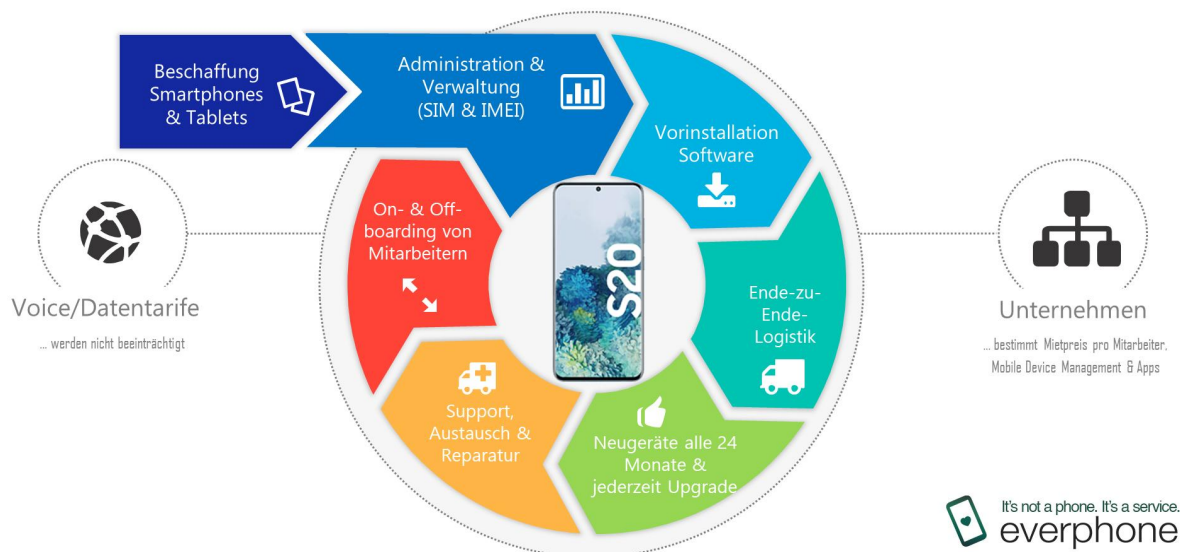 Beschaffung
Smartphones
& Tablets
Administration &
Verwaltung
(SIM & IMEI)
Vorinstallation
Software
On- & Off-
boarding von
Mitarbeitern
S20
Ende-zu-
Ende-
Logistik
Voice/Datentarife
... werden nicht beeinträchtigt
Unternehmen
... bestimmt Mietpreis pro Mitarbeiter,
Mobile Device Management & Apps
Support,
Austausch &
Reparatur
Neugeräte alle 24
Monate &
jederzeit Upgrade
It's not a phone. It's a service.
everphone